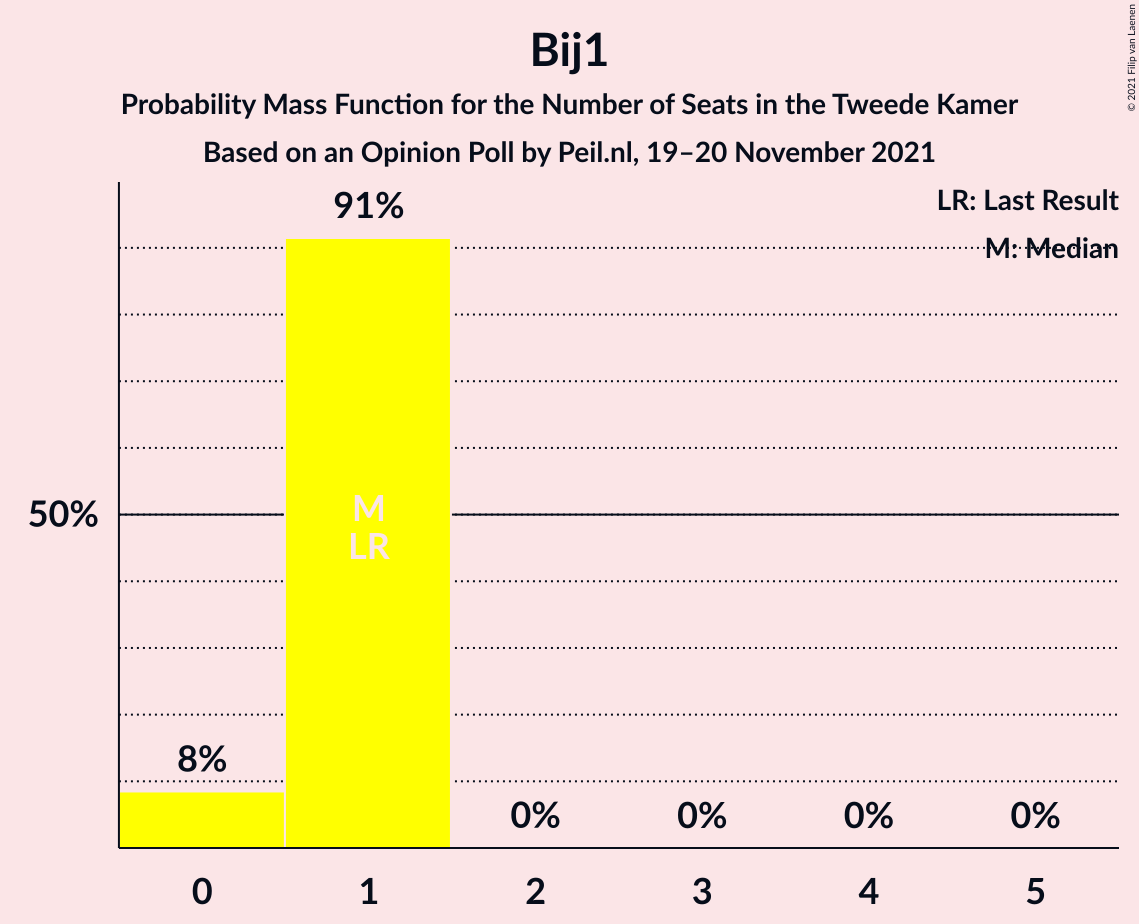 Bij1
Probability Mass Function for the Number of Seats in the Tweede Kamer
Based on an Opinion Poll by Peil.nl, 19–20 November 2021
© 2021 Filip van Laenen
LR: Last Result
M: Median
91%
50%
M
LR
8%
0% 0% 0% 0%
0 1 2 3 4 5